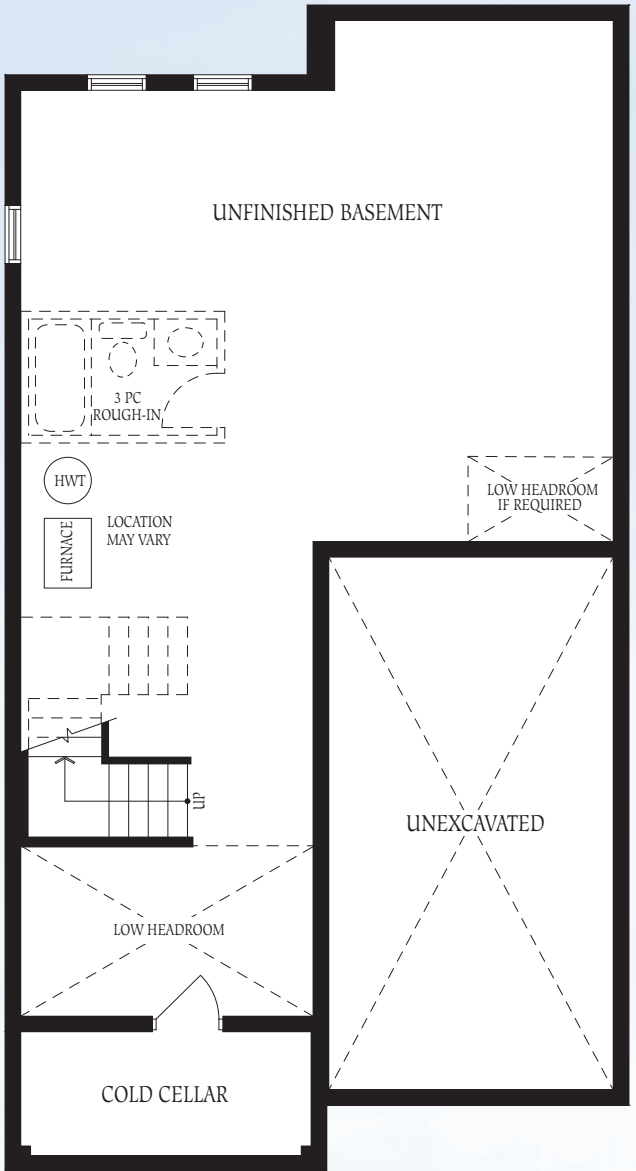 UNFINISHED BASEMENT
3 PC
ROUGH-IN
HWT
LOCATION
MAY VARY
FURNACE
LOW HEADROOM
IF REQUIRED
UP
UNEXCAVATED
LOW HEADROOM
COLD CELLAR